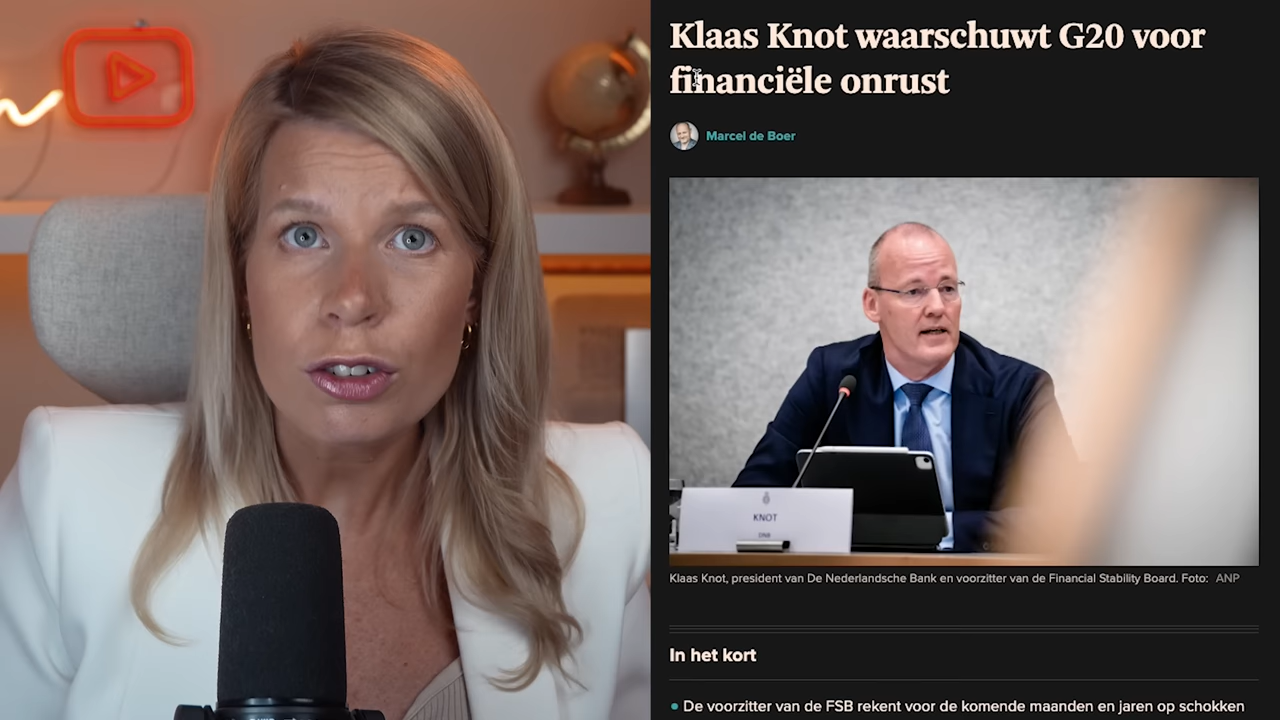 Klaas Knot waarschuwt G20 voor
financiële onrust
Marcel de Boer
KNOT
DNB
Klaas Knot, president van De Nederlandsche Bank en voorzitter van de Financial Stability Board. Foto: ANP
In het kort
De voorzitter van de FSB rekent voor de komende maanden en jaren op schokken